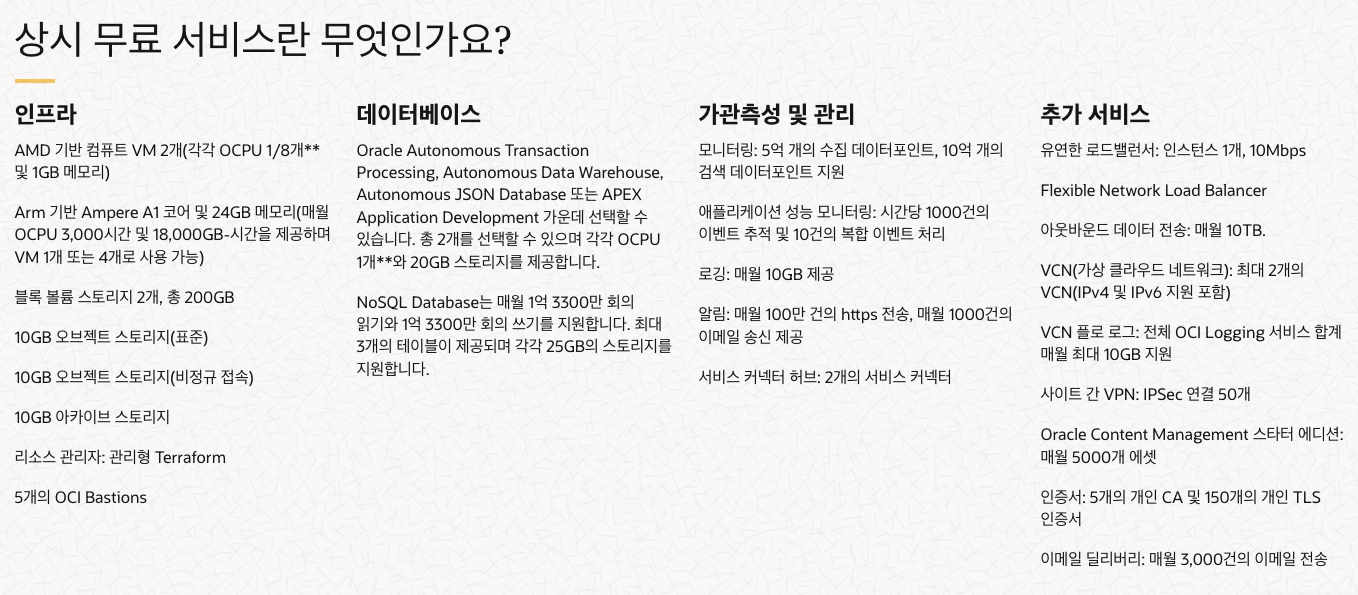 상시 무료 서비스란 무엇인가요?
인프라
AMD 기반 컴퓨트 VM 2개(각각 OCPU 1/8개**
및 1GB 메모리)
Arm 기반 Ampere A1 코어 및 24GB 메모리(매월
OCPU 3,000시간 및 18,000GB-시간을 제공하며
VM 1개 또는 4개로 사용 가능)
블록 볼륨 스토리지 2개, 총 200GB
10GB 오브젝트 스토리지(표준)
10GB 오브젝트 스토리지(비정규 접속)
10GB 아카이브 스토리지
리소스 관리자: 관리형 Terraform
5개의 OCI Bastions
데이터베이스
Oracle Autonomous Transaction
Processing, Autonomous Data Warehouse,
Autonomous JSON Database 또는 APEX
Application Development 가운데 선택할 수
있습니다. 총 2개를 선택할 수 있으며 각각 OCPU
1개**와 20GB 스토리지를 제공합니다.
NoSQL Database는 매월 1억 3300만 회의
읽기와 1억 3300만 회의 쓰기를 지원합니다. 최대
3개의 테이블이 제공되며 각각 25GB의 스토리지를
지원합니다.
가관측성 및 관리
모니터링: 5억 개의 수집 데이터포인트, 10억 개의
검색 데이터포인트 지원
애플리케이션 성능 모니터링: 시간당 1000건의
이벤트 추적 및 10건의 복합 이벤트 처리
로깅: 매월 10GB 제공
알림: 매월 100만 건의 https 전송, 매월 1000건의
이메일 송신 제공
서비스 커넥터 허브: 2개의 서비스 커넥터
추가 서비스
유연한 로드밸런서: 인스턴스 1개, 10Mbps
Flexible Network Load Balancer
아웃바운드 데이터 전송: 매월 10TB.
VCN(가상 클라우드 네트워크): 최대 2개의
VCN(IPv4 및 IPv6 지원 포함)
VCN 플로 로그: 전체 OCI Logging 서비스 합계
매월 최대 10GB 지원
사이트 간 VPN: IPSec 연결 50개
Oracle Content Management 스타터 에디션:
매월 5000개 에셋
인증서: 5개의 개인 CA 및 150개의 개인 TLS
인증서
이메일 딜리버리: 매월 3,000건의 이메일 전송